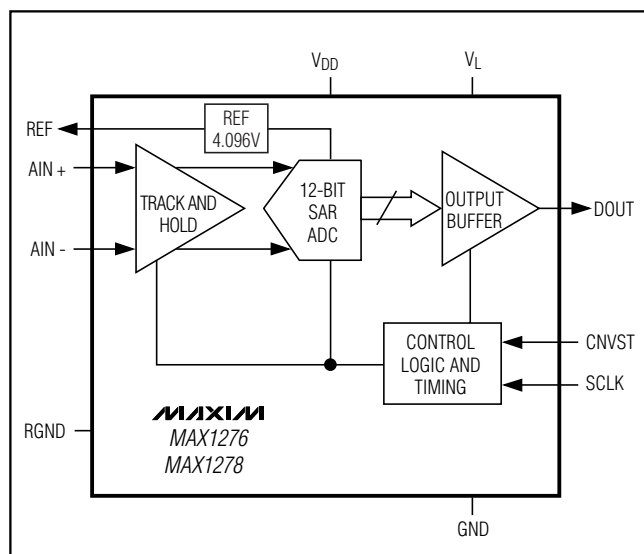 V_DD
V_L
REF
REF
4.096V
AIN +
AIN -
TRACK AND
HOLD
12-BIT
SAR
ADC
OUTPUT
BUFFER
DOUT
CONTROL
LOGIC AND
TIMING
CNVST
SCLK
MAXIM
MAX1276
MAX1278
RGND
GND